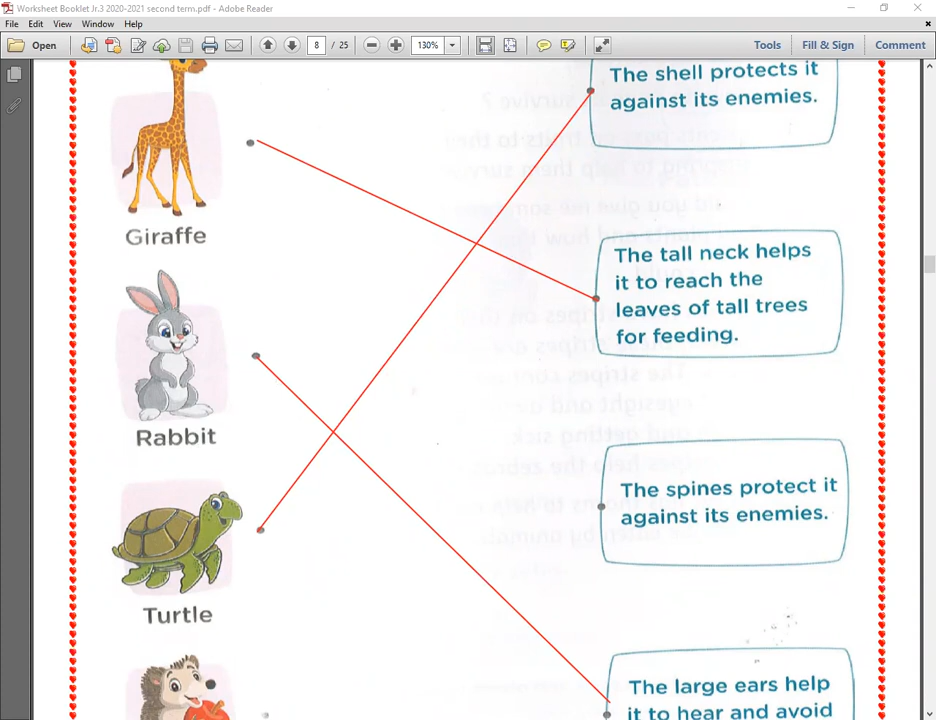 Worksheet Booklet Jr.3 2020-2021 second term.pdf - Adobe Reader
File Edit View Window Help
Open 8 / 25 130% Tools Fill & Sign Comment
The shell protects it
against its enemies.
Giraffe
The tall neck helps
it to reach the
leaves of tall trees
for feeding.
Rabbit
The spines protect it
against its enemies.
Turtle
The large ears help
it to hear and avoid